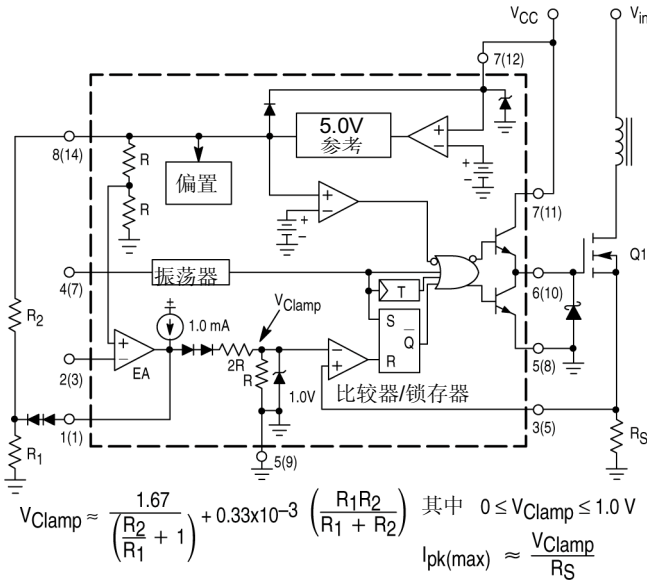 VCC
Vin
7(12)
5.0V
参考
8(14)
R
偏置
R
7(11)
Q1
4(7)
振荡器
6(10)
T
VClamp
1.0 mA
S
Q̅
R
R2
2R
R
1.0V
EA
2(3)
5(8)
比较器/锁存器
1(1)
3(5)
R1
RS
5(9)
VClamp ≈ 1.67 / (R2/R1 + 1) + 0.33x10–3 (R1R2 / (R1 + R2)) 其中 0 ≤ VClamp ≤ 1.0 V
Ipk(max) ≈ VClamp / RS